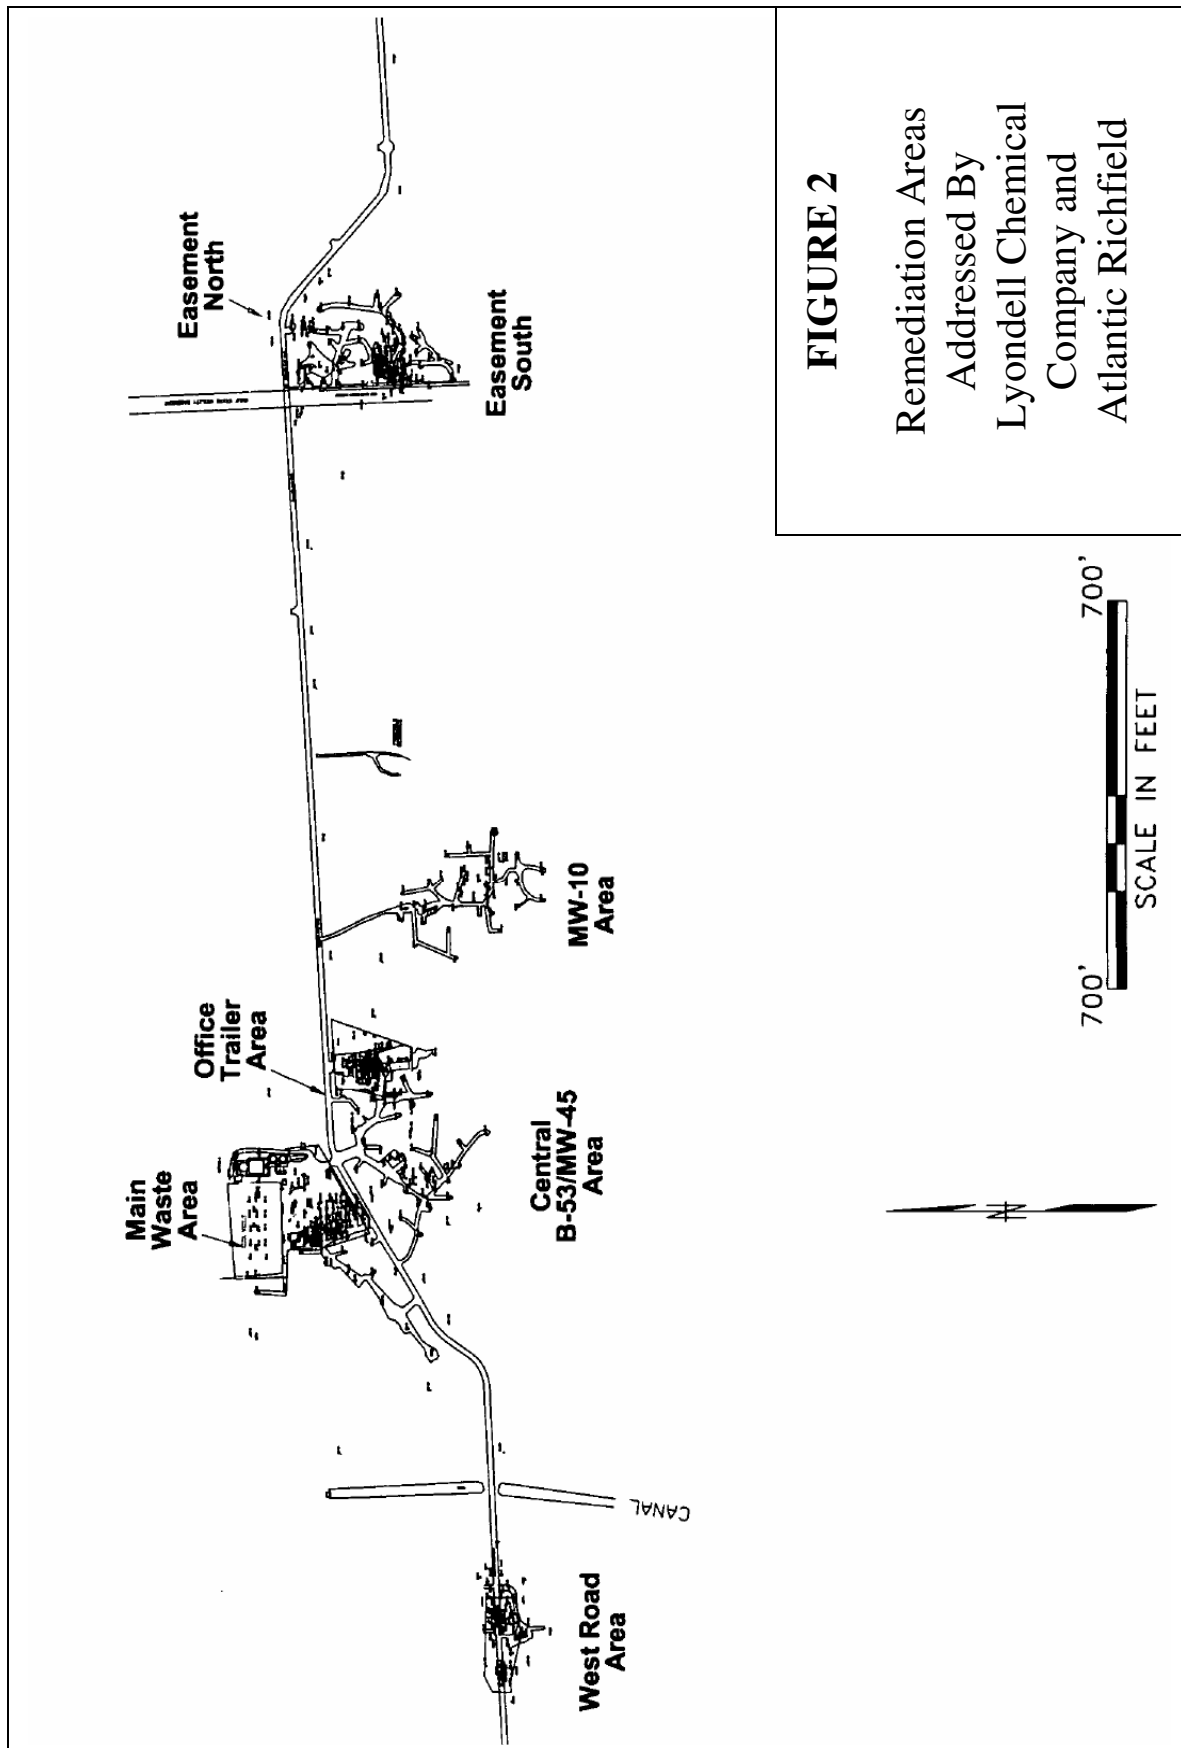 Easement
North
Easement
South
Office
Trailer
Area
MW-10
Area
Main
Waste
Area
Central
B-53/MW-45
Area
CANAL
West Road
Area
N
700'
700'
SCALE IN FEET
FIGURE 2
Remediation Areas
Addressed By
Lyondell Chemical
Company and
Atlantic Richfield